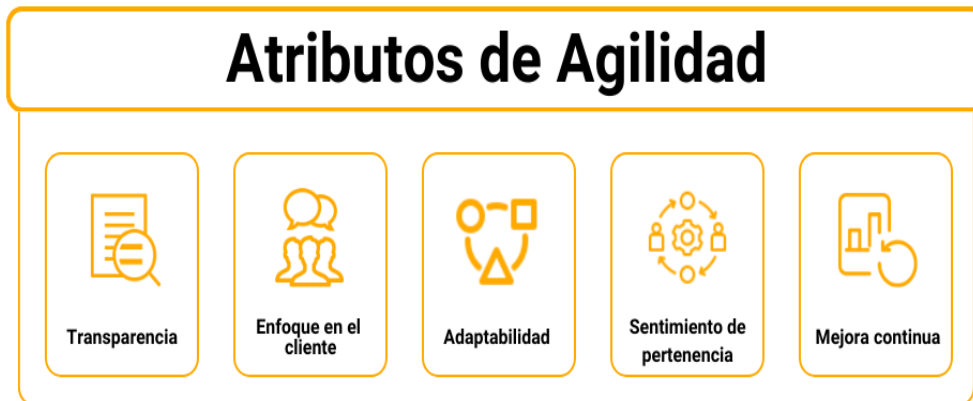 Atributos de Agilidad
Transparencia
Enfoque en el
cliente
Adaptabilidad
Sentimiento de
pertenencia
Mejora continua